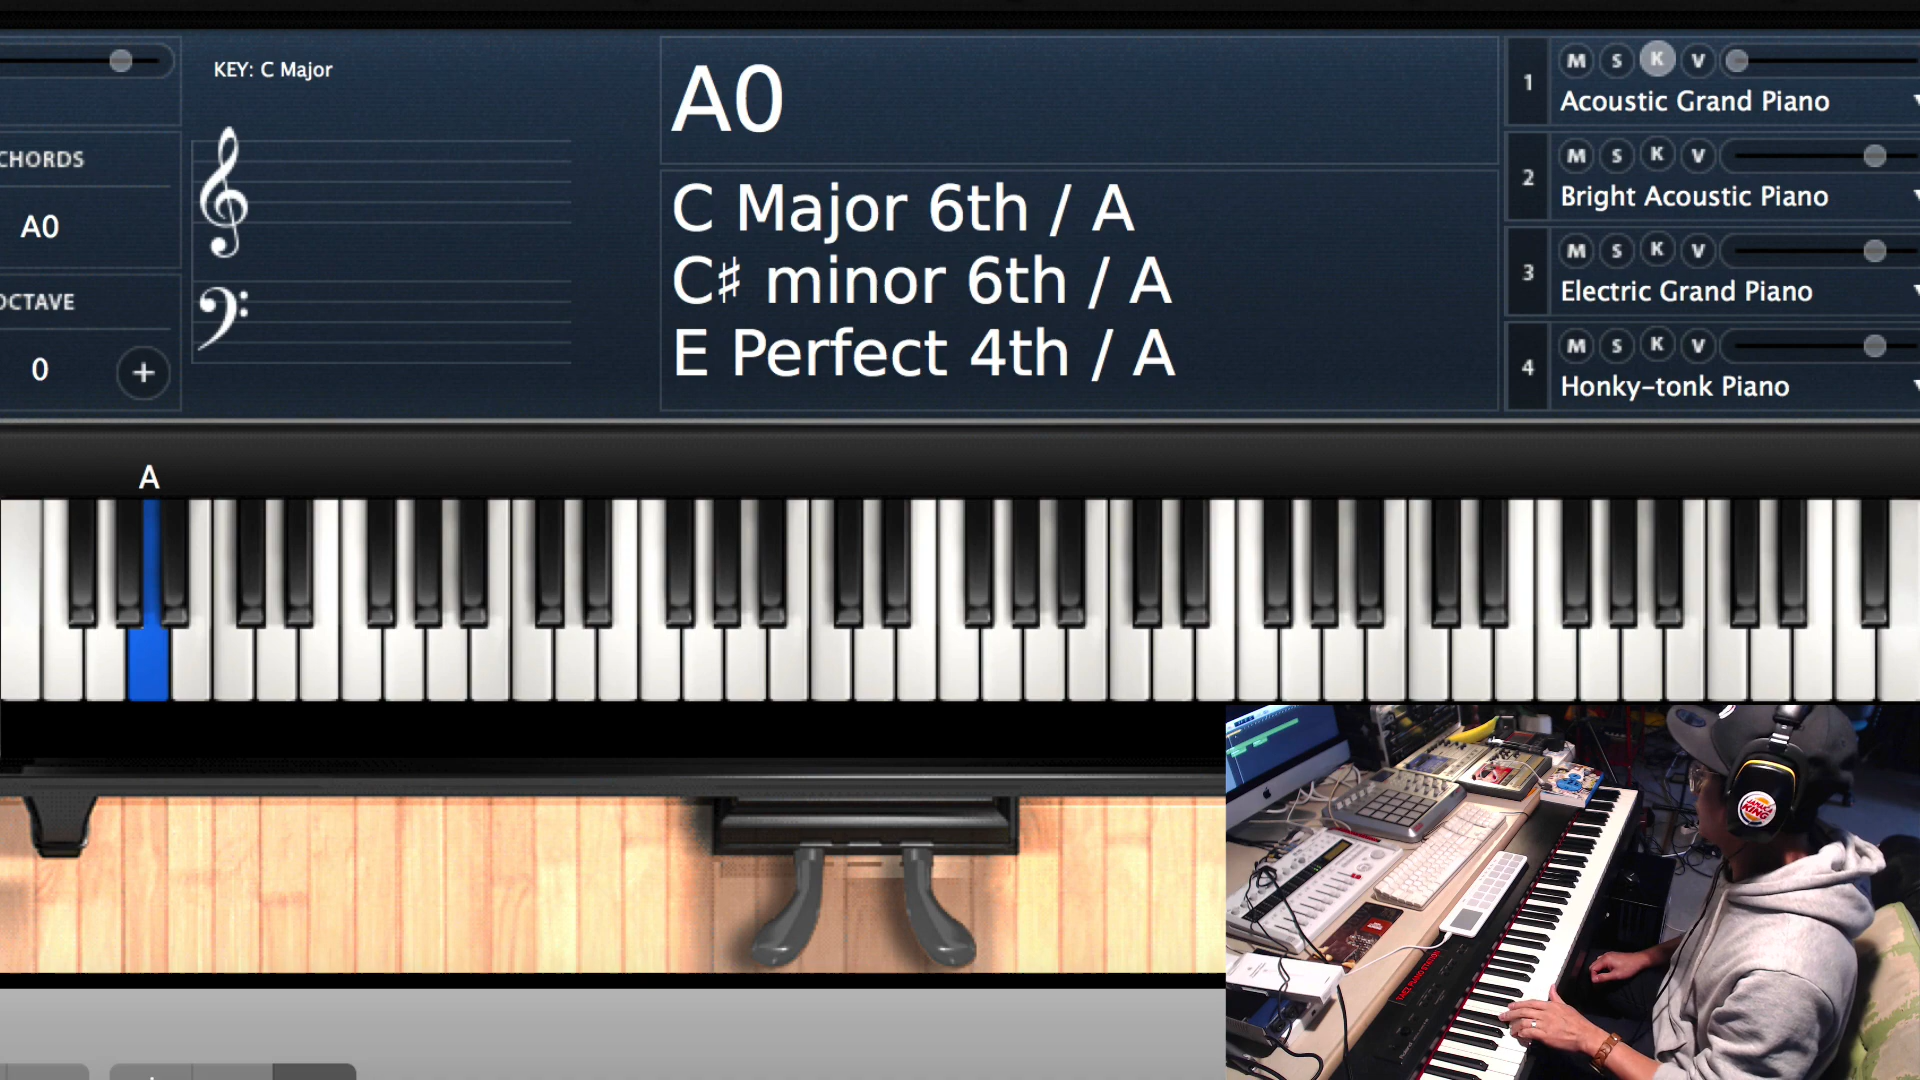 KEY: C Major
CHORDS
A0
OCTAVE
0
+
A0
C Major 6th / A
C♯ minor 6th / A
E Perfect 4th / A
1
M S K V
Acoustic Grand Piano
2
M S K V
Bright Acoustic Piano
3
M S K V
Electric Grand Piano
4
M S K V
Honky-tonk Piano
A
KING